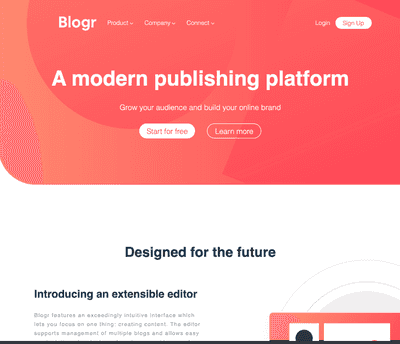 Blogr Product Company Connect Login Sign Up
A modern publishing platform
Grow your audience and build your online brand
Start for free Learn more
Designed for the future
Introducing an extensible editor
Blogr features an exceedingly intuitive interface which
lets you focus on one thing: creating content. The editor
supports management of multiple blogs and allows easy